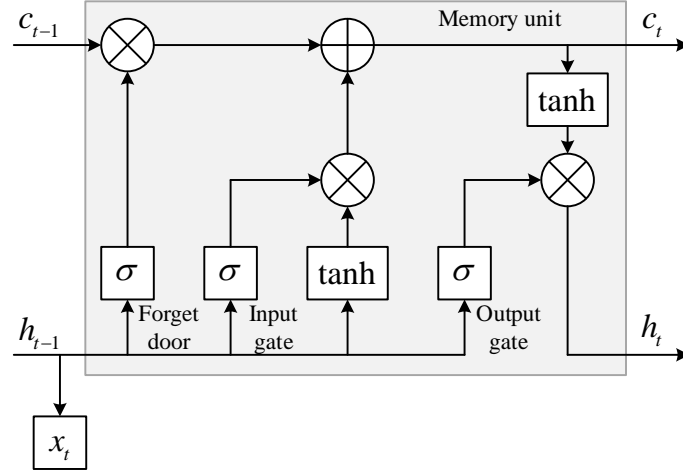 c_{t-1}
Memory unit
c_t
tanh
σ
σ
tanh
σ
h_{t-1}
Forget
door
Input
gate
Output
gate
h_t
x_t